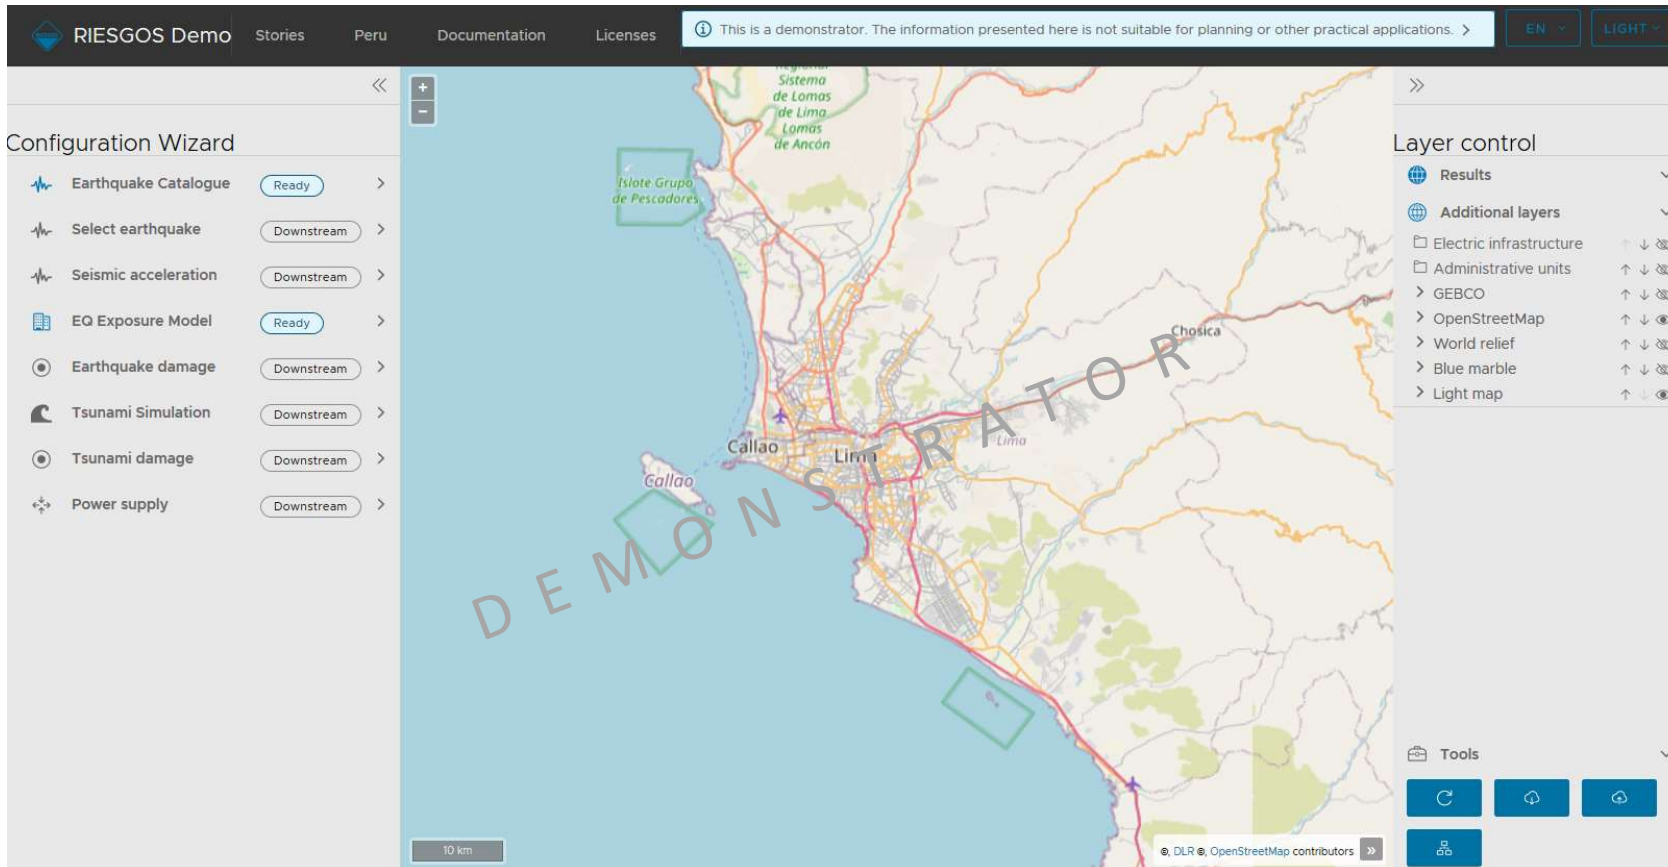 RIESGOS Demo
Stories
Peru
Documentation
Licenses
This is a demonstrator. The information presented here is not suitable for planning or other practical applications.
EN
LIGHT
Configuration Wizard
Earthquake Catalogue Ready
Select earthquake Downstream
Seismic acceleration Downstream
EQ Exposure Model Ready
Earthquake damage Downstream
Tsunami Simulation Downstream
Tsunami damage Downstream
Power supply Downstream
+
−
Regional
Sistema
de Lomas
de Lima
Lomas
de Ancón
Islote Grupo
de Pescadores
Chosica
Callao
Lima
Lima
Callao
DEMONSTRATOR
10 km
©, DLR ©, OpenStreetMap contributors »
Layer control
Results
Additional layers
Electric infrastructure
Administrative units
GEBCO
OpenStreetMap
World relief
Blue marble
Light map
Tools